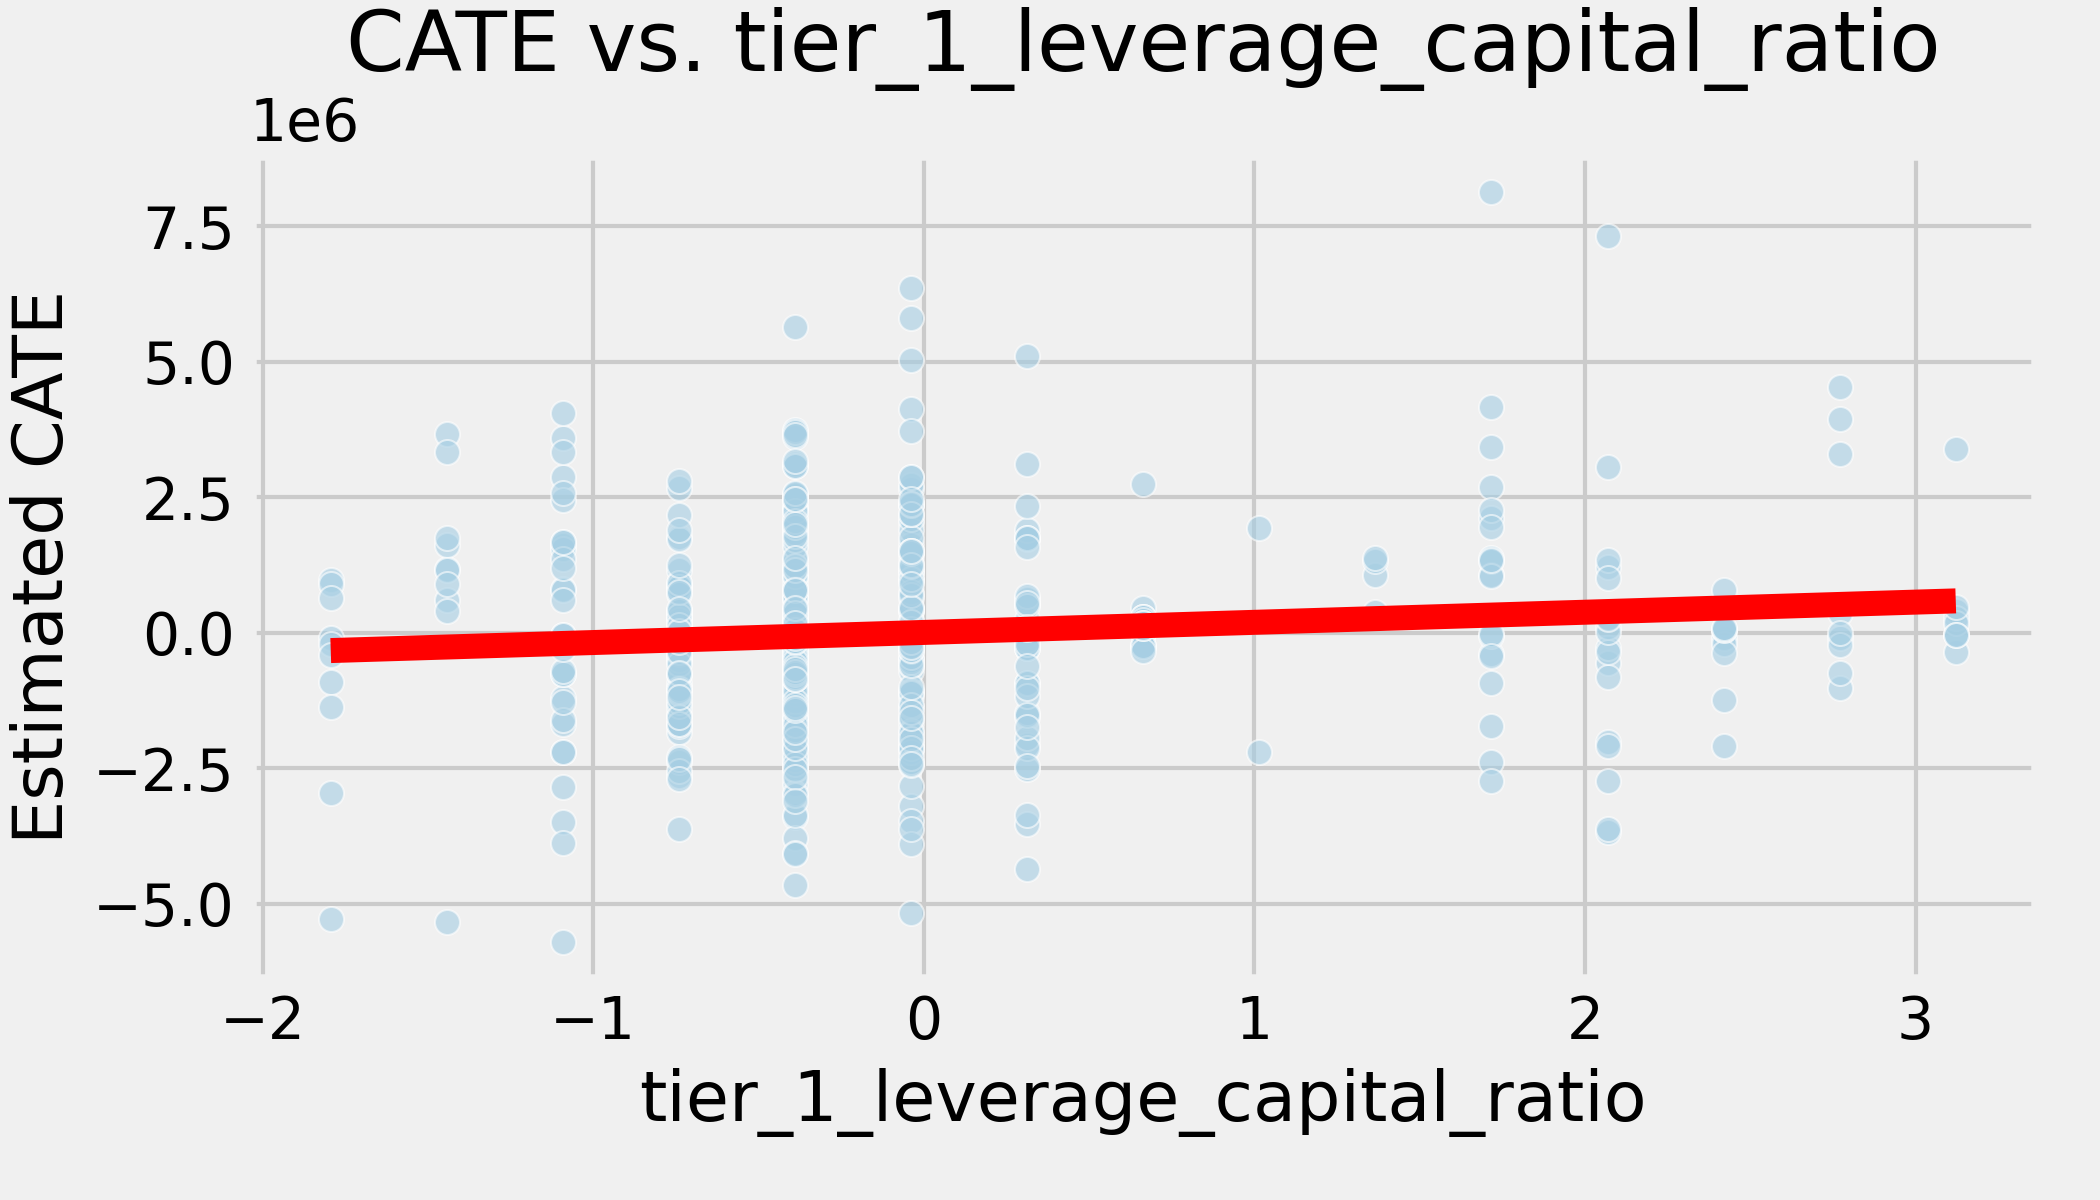 CATE vs. tier_1_leverage_capital_ratio
1e6
7.5
5.0
2.5
0.0
−2.5
−5.0
Estimated CATE
−2 −1 0 1 2 3
tier_1_leverage_capital_ratio